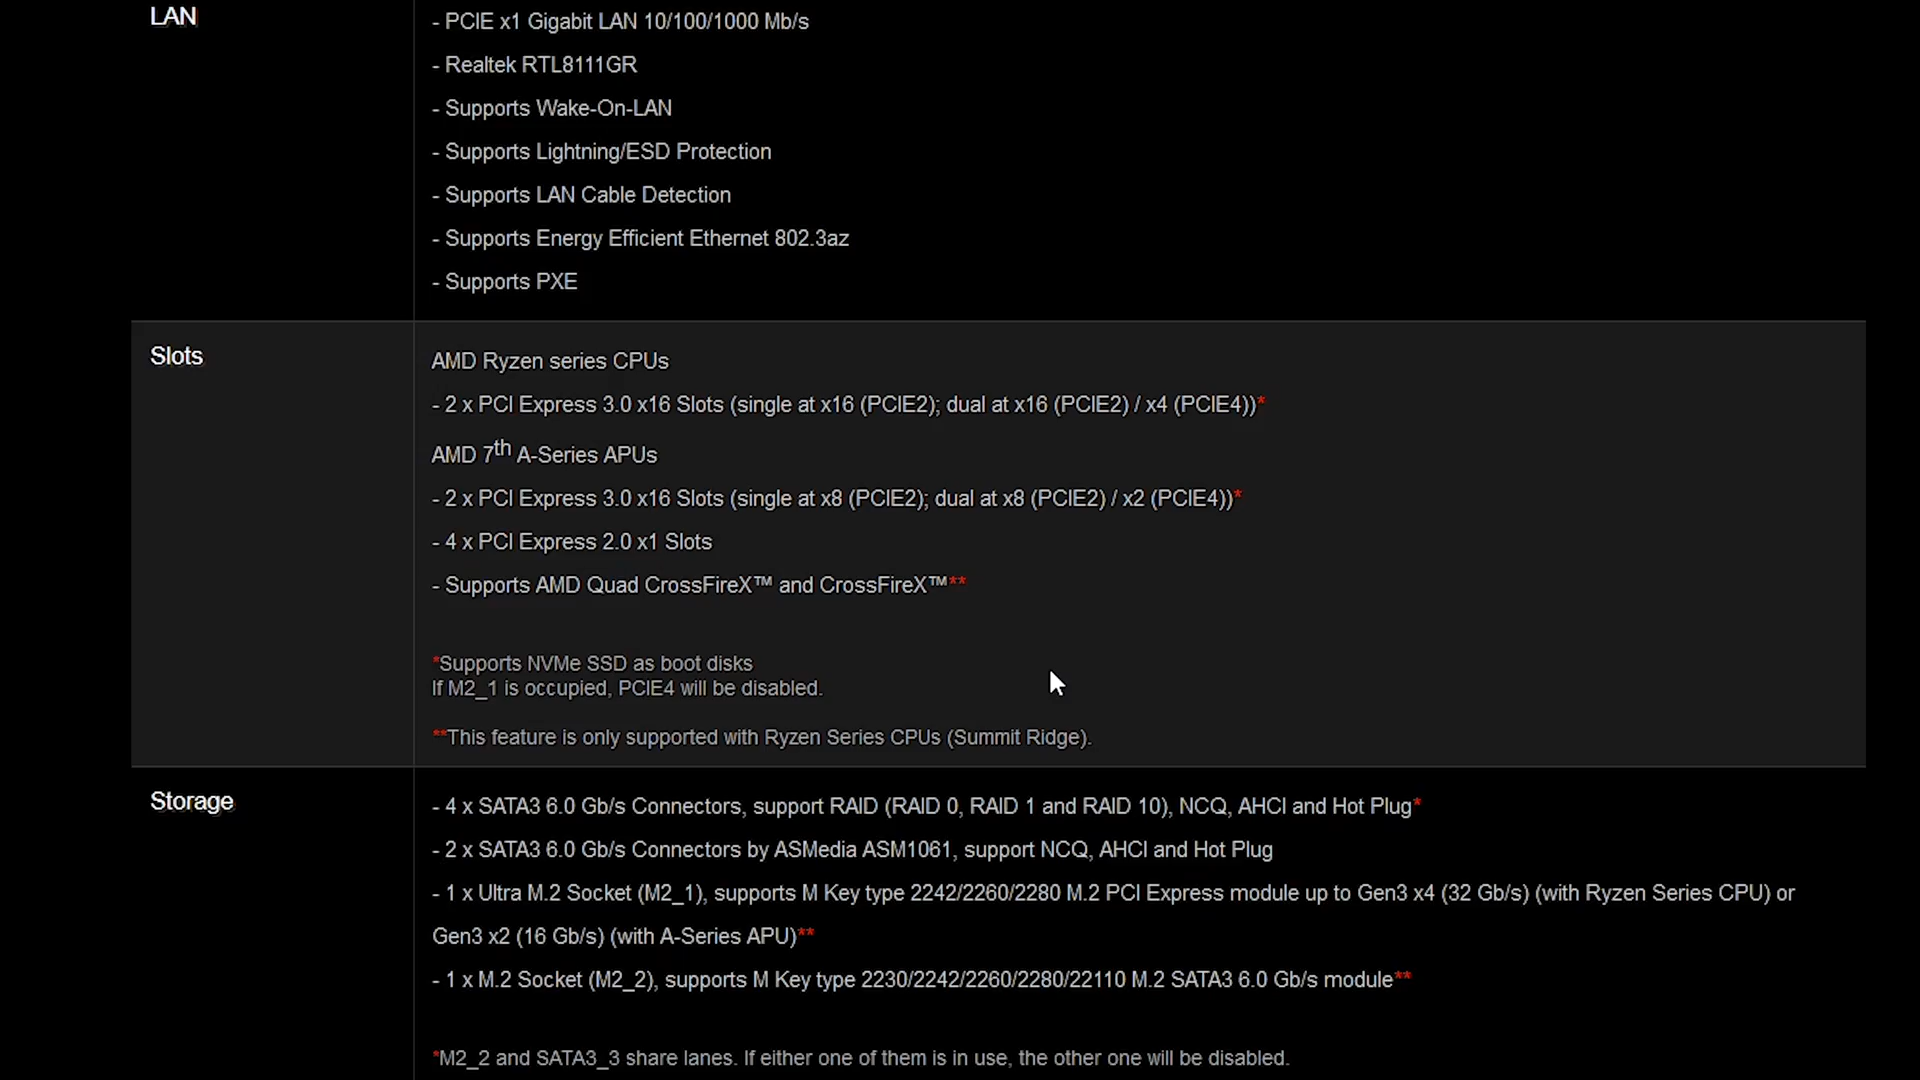 LAN
- PCIE x1 Gigabit LAN 10/100/1000 Mb/s
- Realtek RTL8111GR
- Supports Wake-On-LAN
- Supports Lightning/ESD Protection
- Supports LAN Cable Detection
- Supports Energy Efficient Ethernet 802.3az
- Supports PXE
Slots
AMD Ryzen series CPUs
- 2 x PCI Express 3.0 x16 Slots (single at x16 (PCIE2); dual at x16 (PCIE2) / x4 (PCIE4))*
AMD 7th A-Series APUs
- 2 x PCI Express 3.0 x16 Slots (single at x8 (PCIE2); dual at x8 (PCIE2) / x2 (PCIE4))*
- 4 x PCI Express 2.0 x1 Slots
- Supports AMD Quad CrossFireX™ and CrossFireX™**
*Supports NVMe SSD as boot disks
If M2_1 is occupied, PCIE4 will be disabled.
**This feature is only supported with Ryzen Series CPUs (Summit Ridge).
Storage
- 4 x SATA3 6.0 Gb/s Connectors, support RAID (RAID 0, RAID 1 and RAID 10), NCQ, AHCI and Hot Plug*
- 2 x SATA3 6.0 Gb/s Connectors by ASMedia ASM1061, support NCQ, AHCI and Hot Plug
- 1 x Ultra M.2 Socket (M2_1), supports M Key type 2242/2260/2280 M.2 PCI Express module up to Gen3 x4 (32 Gb/s) (with Ryzen Series CPU) or
Gen3 x2 (16 Gb/s) (with A-Series APU)**
- 1 x M.2 Socket (M2_2), supports M Key type 2230/2242/2260/2280/22110 M.2 SATA3 6.0 Gb/s module**
*M2_2 and SATA3_3 share lanes. If either one of them is in use, the other one will be disabled.